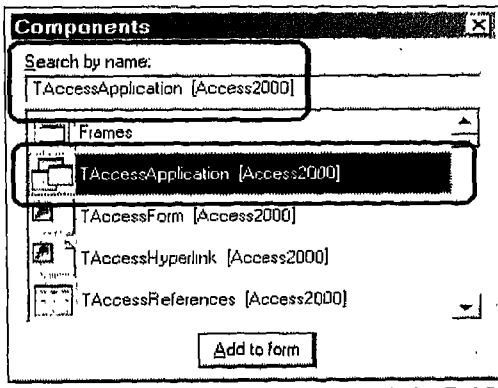 Components
Search by name:
TAccessApplication [Access2000]
Frames
TAccessApplication [Access2000]
TAccessForm [Access2000]
TAccessHyperlink [Access2000]
TAccessReferences [Access2000]
Add to form